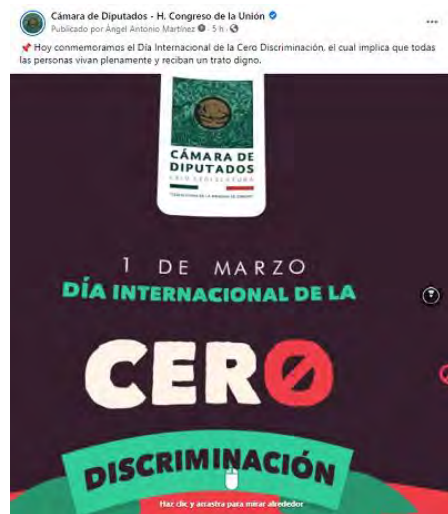 Cámara de Diputados - H. Congreso de la Unión
Publicado por Ángel Antonio Martínez · 5 h ·
Hoy conmemoramos el Día Internacional de la Cero Discriminación, el cual implica que todas
las personas vivan plenamente y reciban un trato digno.
CÁMARA DE
DIPUTADOS
LXIV LEGISLATURA
1 DE MARZO
DÍA INTERNACIONAL DE LA
CERO
DISCRIMINACIÓN
Haz clic y arrastra para mirar alrededor